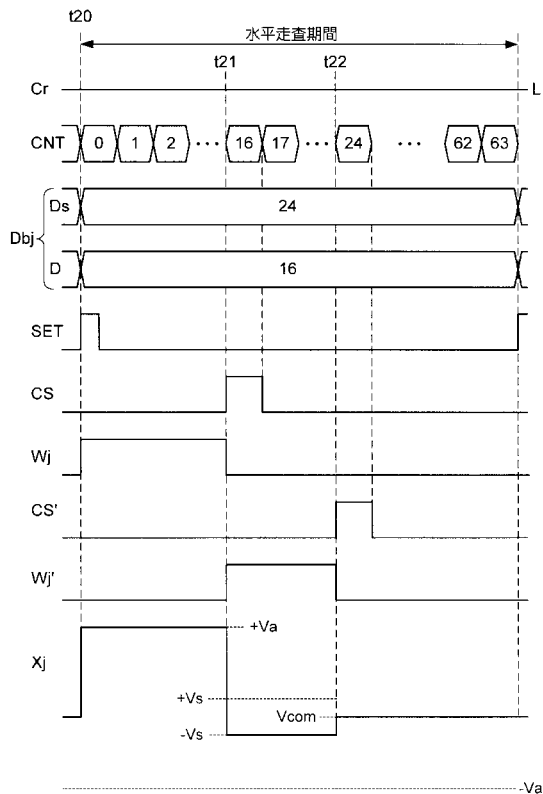 t20
水平走査期間
t21
t22
Cr
L
CNT 0 1 2 ··· 16 17 ··· 24 ··· 62 63
Dbj
Ds 24
D 16
SET
CS
Wj
CS'
Wj'
+Va
Xj
+Vs
Vcom
-Vs
-Va